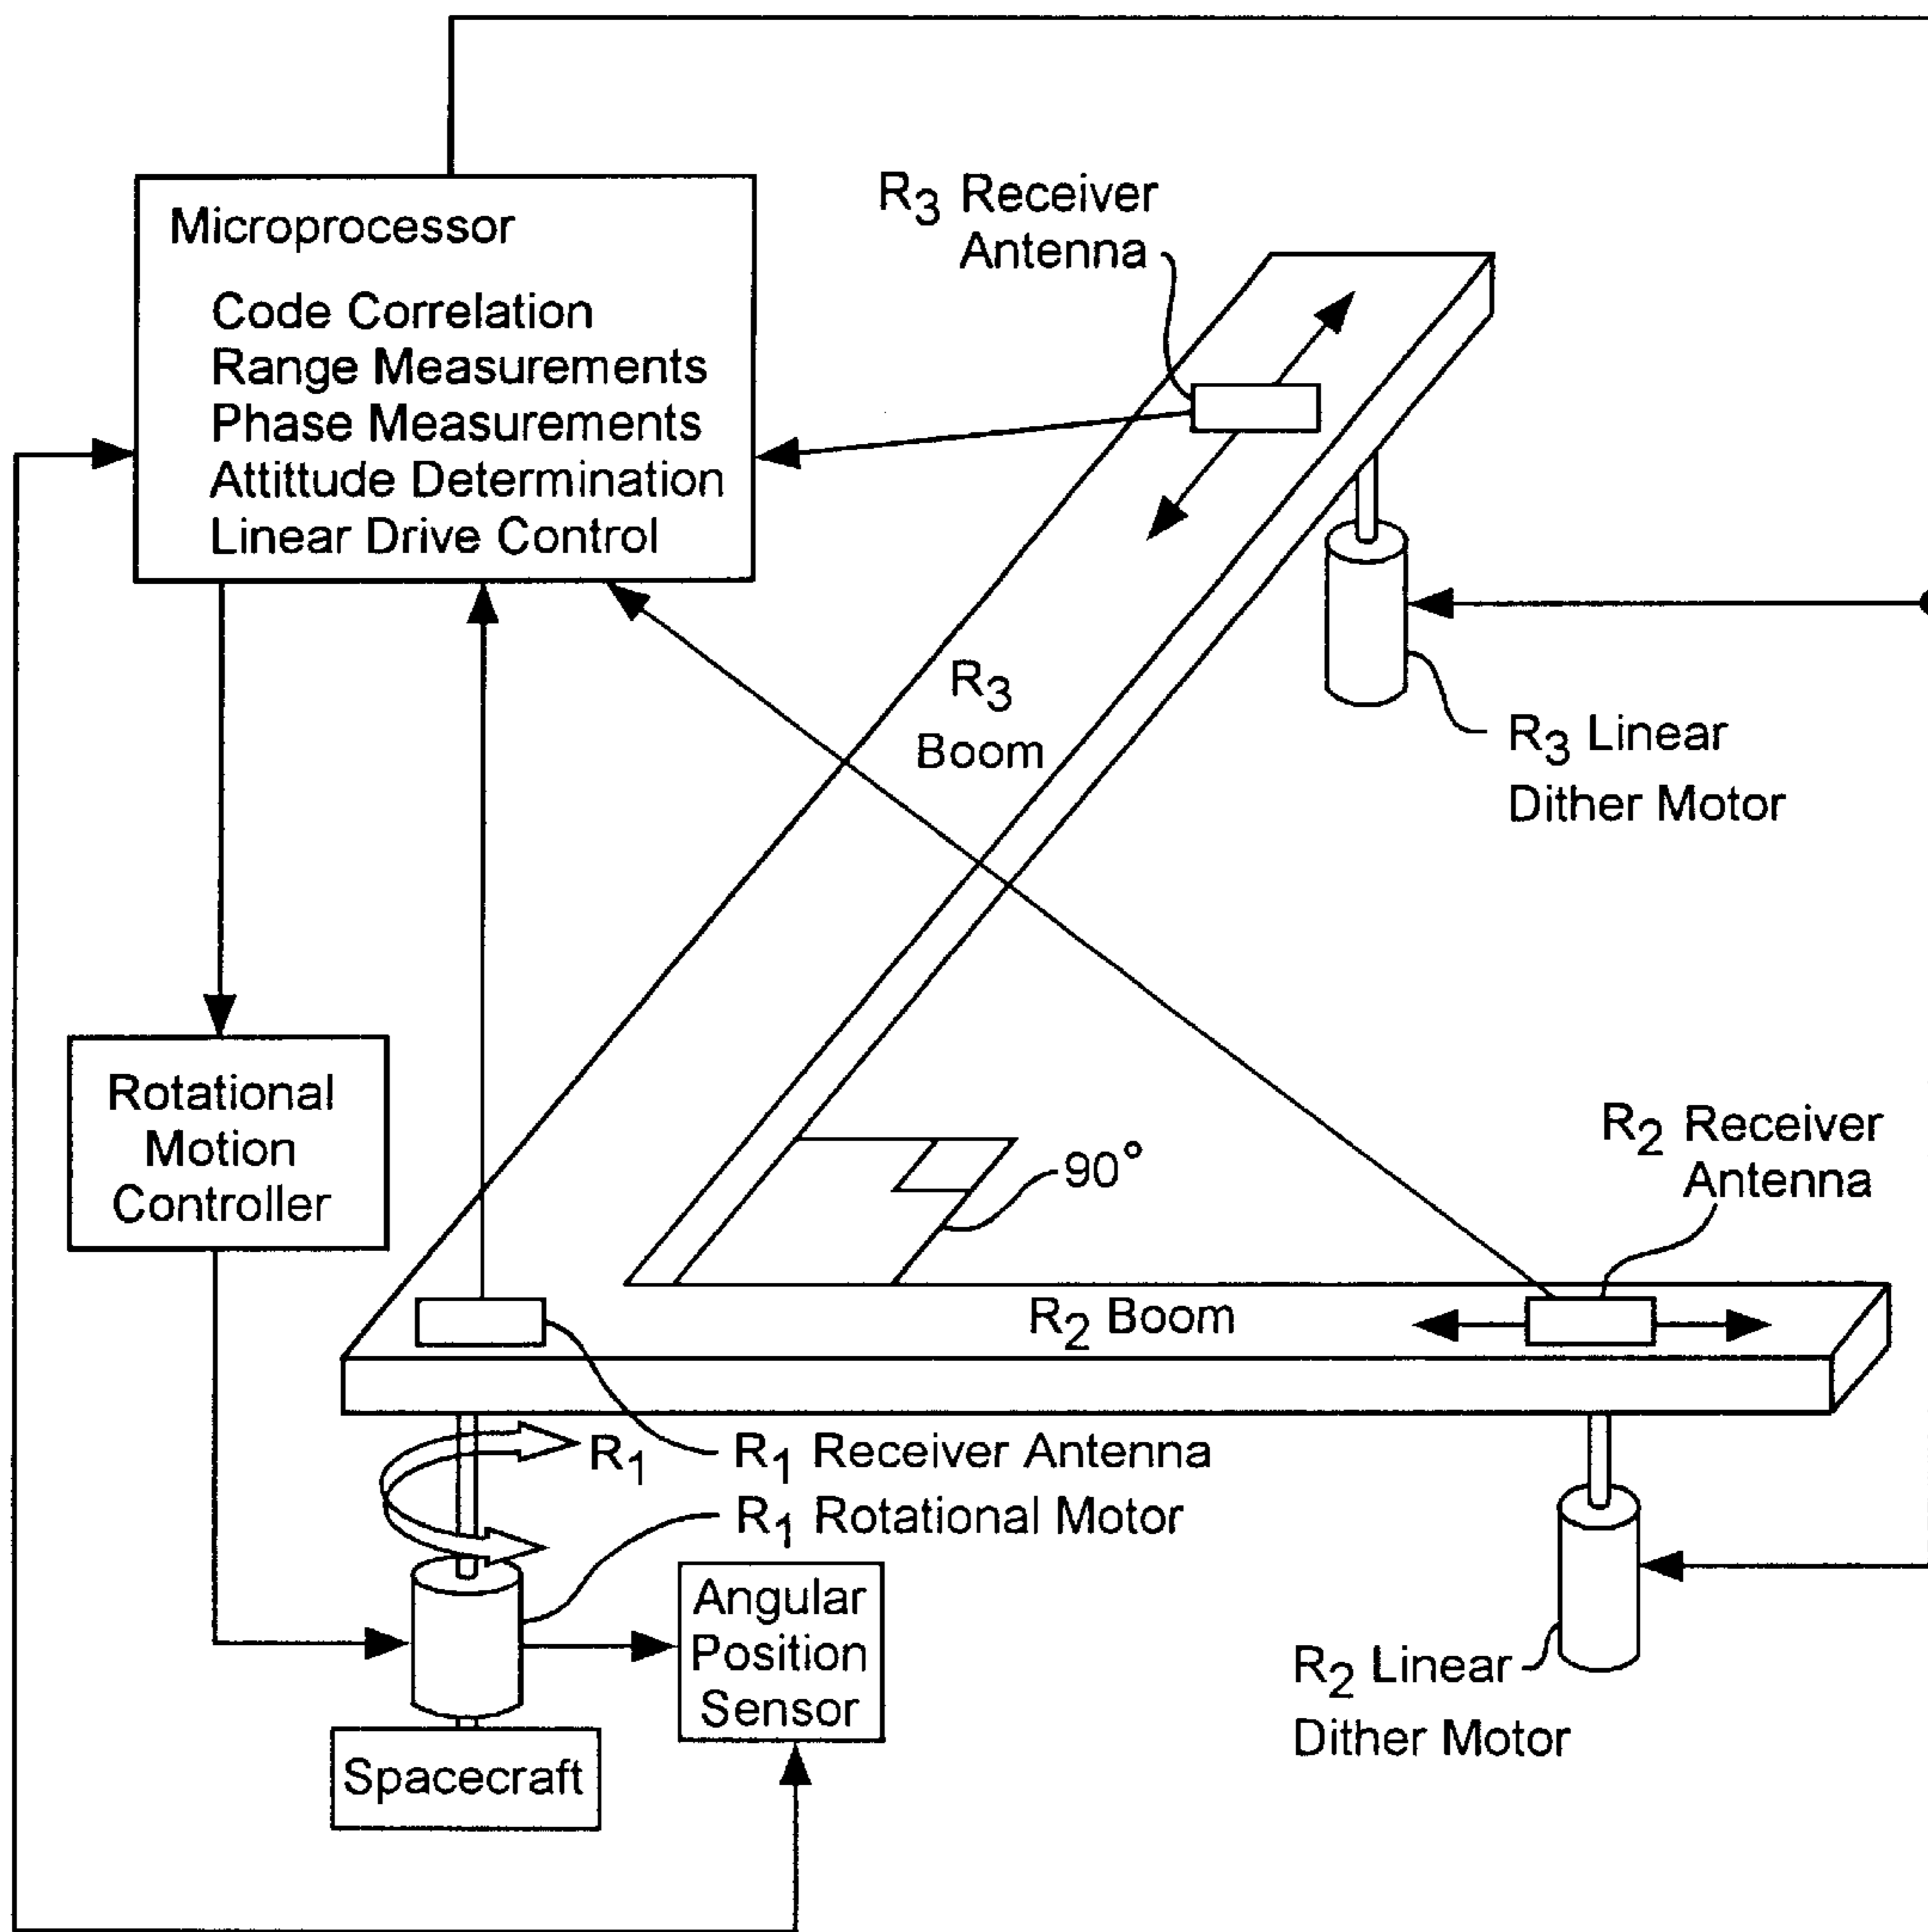 Microprocessor
Code Correlation
Range Measurements
Phase Measurements
Attittude Determination
Linear Drive Control
R3 Receiver
Antenna
R3
Boom
R3 Linear
Dither Motor
Rotational
Motion
Controller
90°
R2 Receiver
Antenna
R2 Boom
R1
R1 Receiver Antenna
R1 Rotational Motor
Angular
Position
Sensor
R2 Linear
Dither Motor
Spacecraft